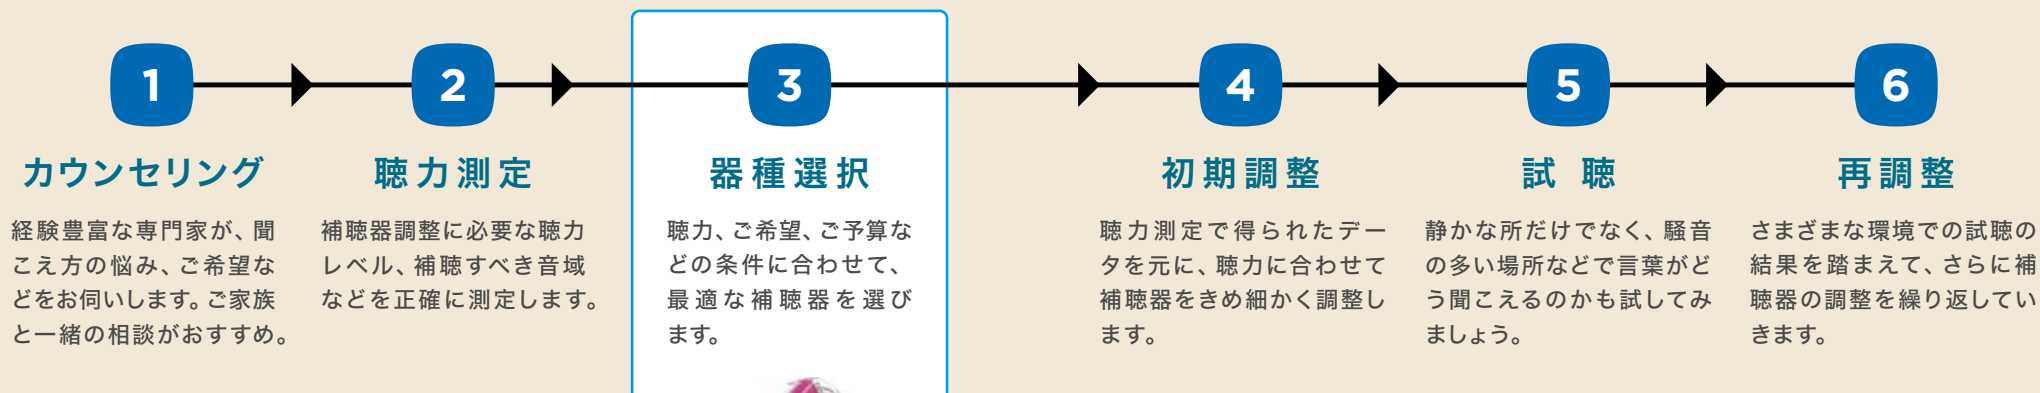 1
カウンセリング
経験豊富な専門家が、聞
こえ方の悩み、ご希望な
どをお伺いします。ご家族
と一緒の相談がおすすめ。
2
聴力測定
補聴器調整に必要な聴力
レベル、補聴すべき音域
などを正確に測定します。
3
器種選択
聴力、ご希望、ご予算な
どの条件に合わせて、
最適な補聴器を選び
ます。
4
初期調整
聴力測定で得られたデー
タを元に、聴力に合わせて
補聴器をきめ細かく調整し
ます。
5
試 聴
静かな所だけでなく、騒音
の多い場所などで言葉がど
う聞こえるのかも試してみ
ましょう。
6
再調整
さまざまな環境での試聴の
結果を踏まえて、さらに補
聴器の調整を繰り返してい
きます。